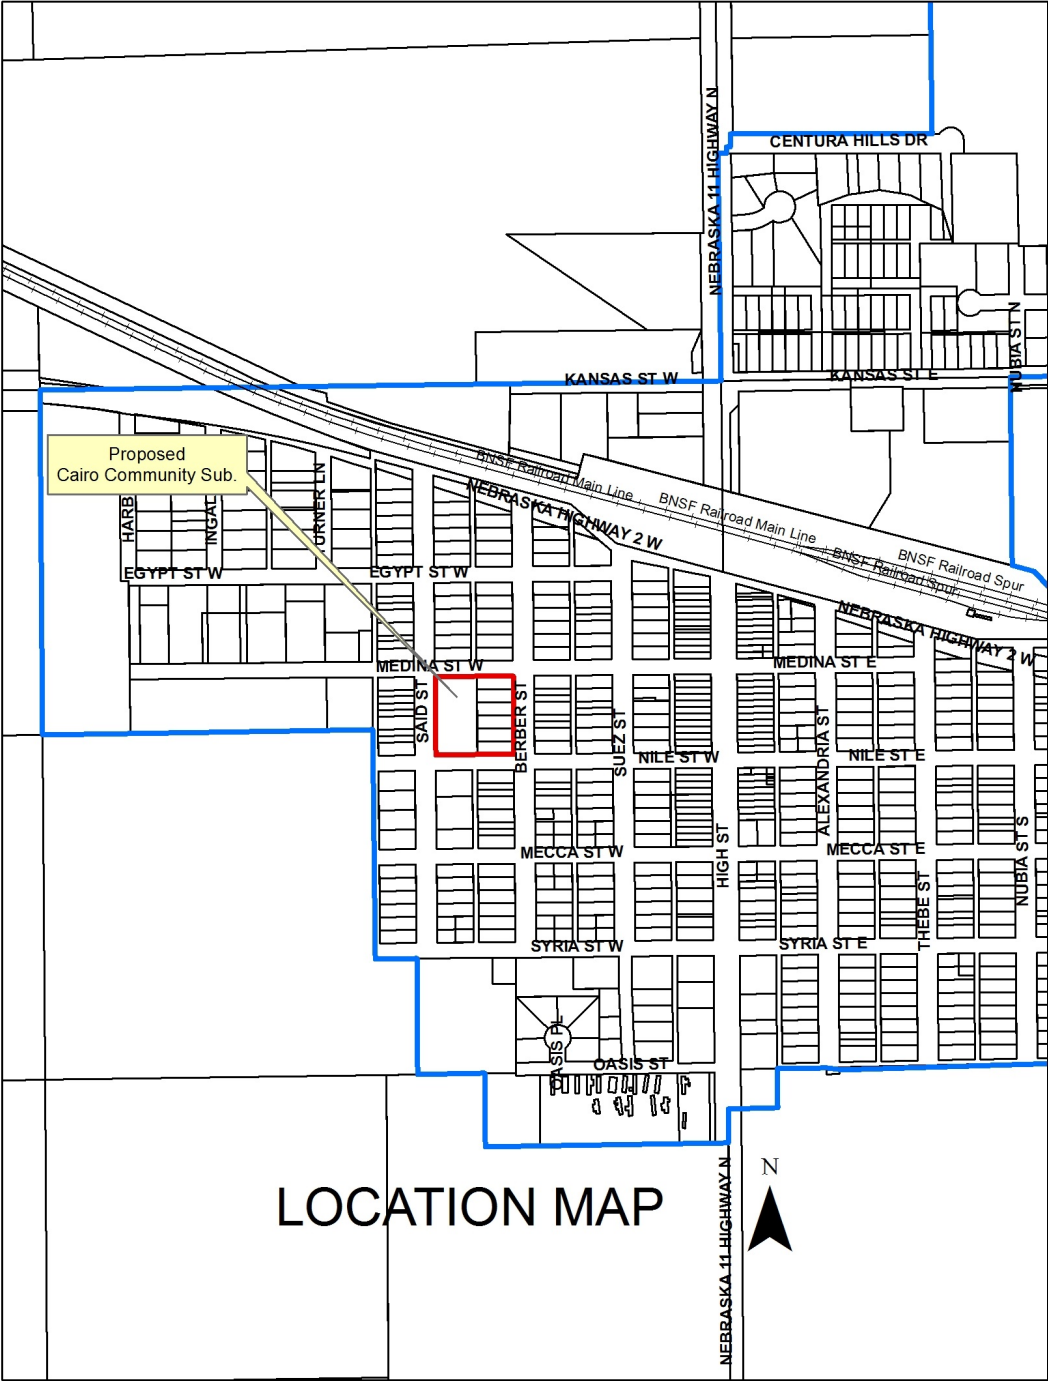 NEBRASKA 11 HIGHWAY N
CENTURA HILLS DR
NUBIA ST N
KANSAS ST W
KANSAS ST E
Proposed
Cairo Community Sub.
BNSF Railroad Main Line
BNSF Railroad Main Line
BNSF Railroad Spur
BNSF Railroad Spur
NEBRASKA HIGHWAY 2 W
NEBRASKA HIGHWAY 2 W
HARB
INGAL
TURNER LN
EGYPT ST W
EGYPT ST W
MEDINA ST W
MEDINA ST E
SAID ST
BERBER ST
SUEZ ST
NILE ST W
ALEXANDRIA ST
NILE ST E
MECCA ST W
HIGH ST
MECCA ST E
THEBE ST
NUBIA ST S
SYRIA ST W
SYRIA ST E
OASIS PL
OASIS ST
LOCATION MAP
N
NEBRASKA 11 HIGHWAY N